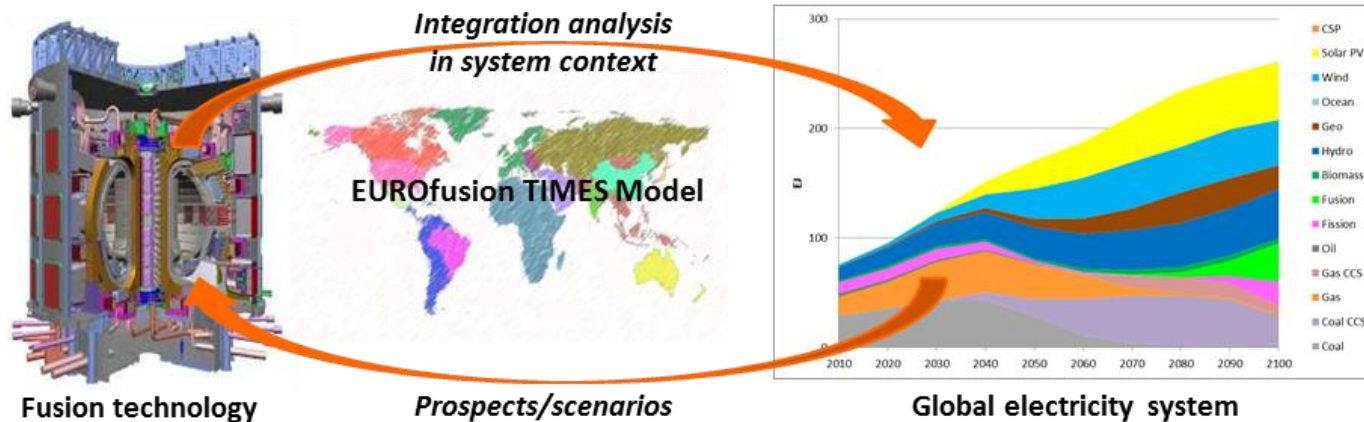 Integration analysis
in system context
EUROfusion TIMES Model
Fusion technology
Prospects/scenarios
Global electricity system
300
200
100
0
EJ
2010 2020 2030 2040 2050 2060 2070 2080 2090 2100
CSP
Solar PV
Wind
Ocean
Geo
Hydro
Biomass
Fusion
Fission
Oil
Gas CCS
Gas
Coal CCS
Coal